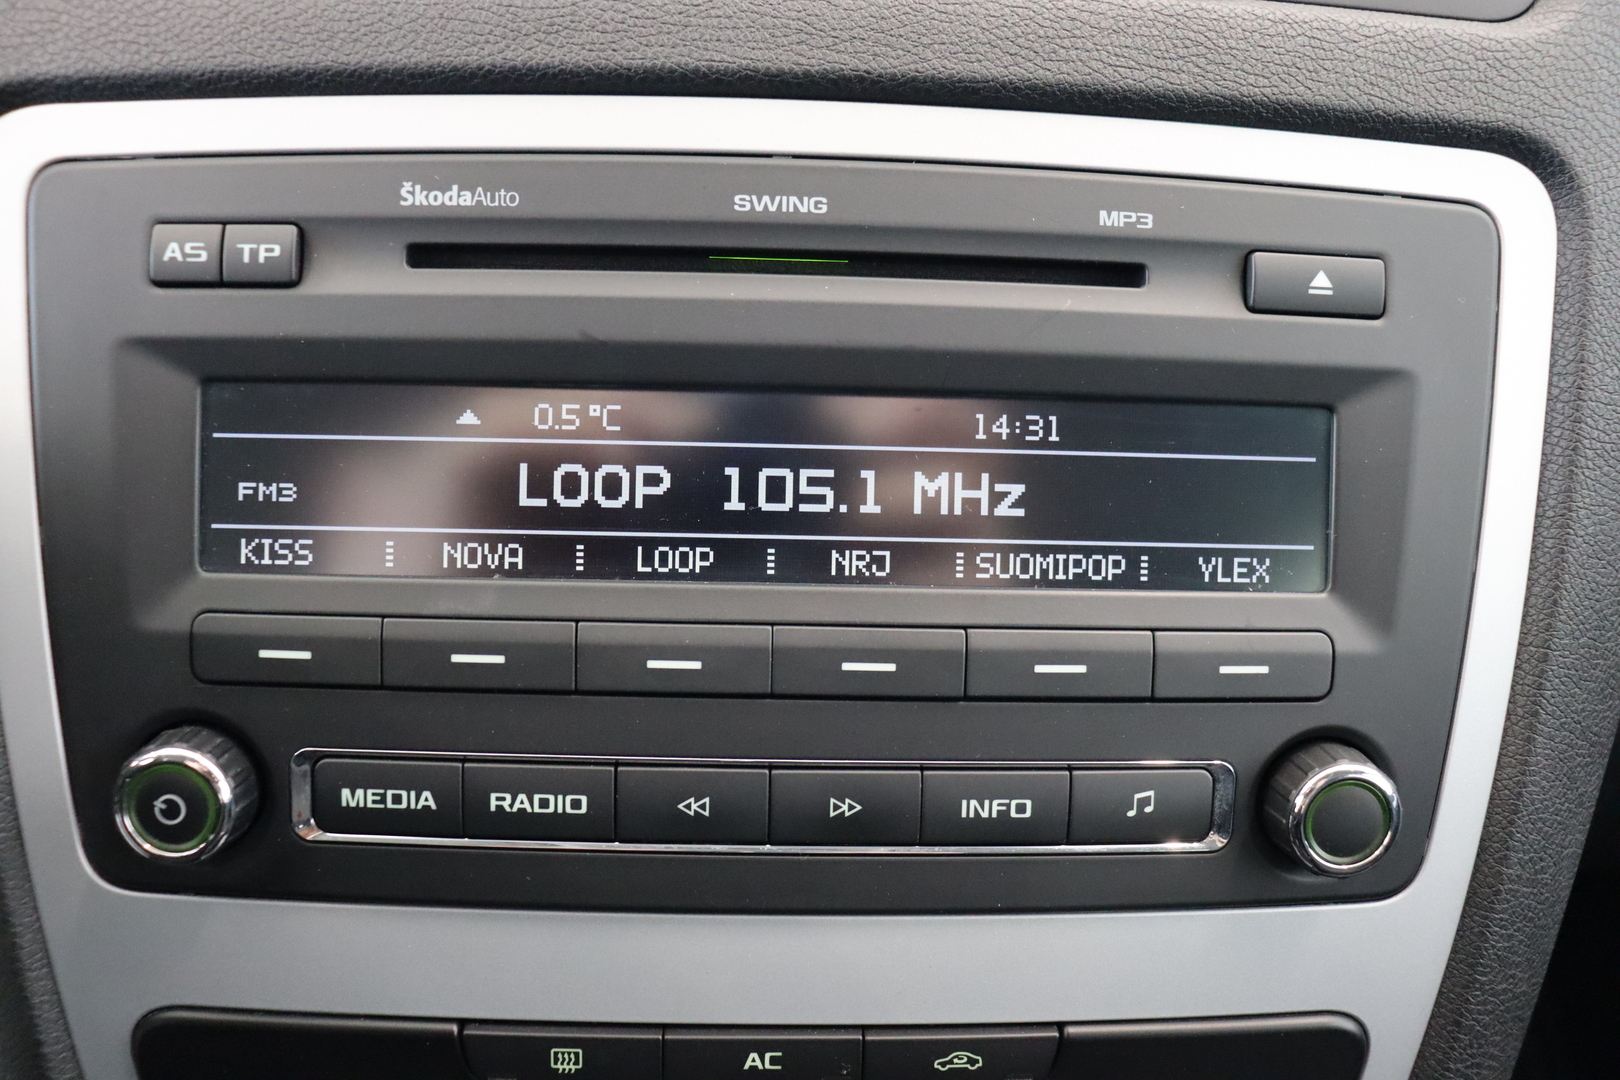 ŠkodaAuto SWING MP3
AS TP
0.5°C 14:31
FM3 LOOP 105.1 MHz
KISS NOVA LOOP NRJ SUOMIPOP YLEX
MEDIA RADIO INFO
AC